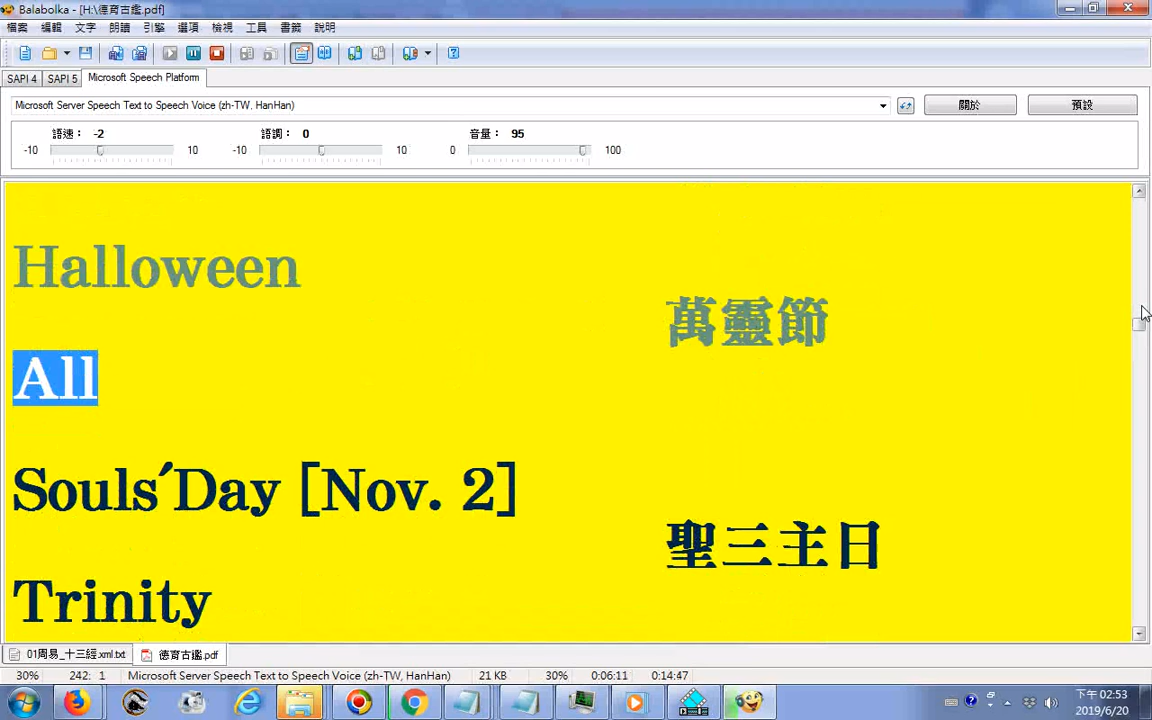 Balabolka - [H:\德育古鑑.pdf]
檔案 編輯 文字 朗讀 引擎 選項 檢視 工具 書籤 說明
SAPI 4 SAPI 5 Microsoft Speech Platform
Microsoft Server Speech Text to Speech Voice (zh-TW, HanHan) 關於 預設
語速： -2 語調： 0 音量： 95
-10 10 -10 10 0 100
Halloween
萬靈節
All
Souls´Day [Nov. 2]
聖三主日
Trinity
01周易_十三經.xml.txt 德育古鑑.pdf
30% 242: 1 Microsoft Server Speech Text to Speech Voice (zh-TW, HanHan) 21 KB 30% 0:06:11 0:14:47
下午 02:53
2019/6/20